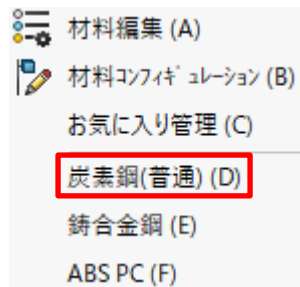 材料編集 (A)
材料ｺﾝﾌｨｷﾞｭﾚｰｼｮﾝ (B)
お気に入り管理 (C)
炭素鋼(普通) (D)
鋳合金鋼 (E)
ABS PC (F)